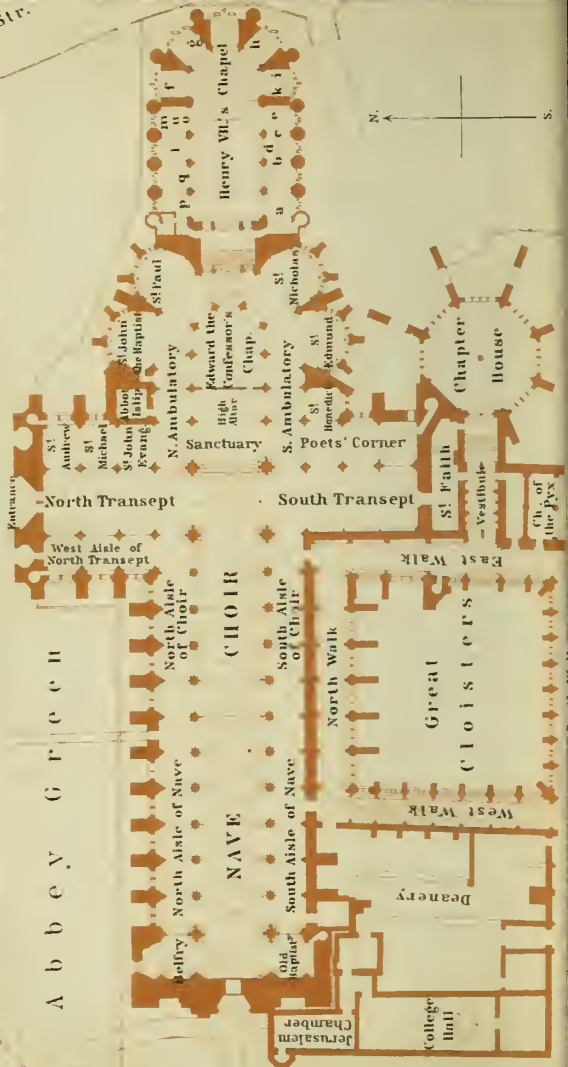 Str.
g
h
f
m
o
n
l
q
p
Henry VII.'s Chapel
i
k
e
r
d
b
a
N.
S.
St Paul
St John
the Baptist
Abbot
Islip
St John
Evang.
St
Michael
St
Andrew
N. Ambulatory
Edward the
Confessor's
Chap.
High
Altar
S. Ambulatory
St
Nicholas
St
Edmund
St
Benedict
Sanctuary
Poets' Corner
Chapter
House
Entrance
North Transept
South Transept
St Faith
Vestibule
Ch. of
the Pyx
West Aisle of
North Transept
East Walk
Abbey Green
North Aisle
of Choir
CHOIR
South Aisle
of Choir
North Walk
Great
Cloisters
West Walk
North Aisle of Nave
NAVE
South Aisle of Nave
Deanery
Belfry
Old
Baptisty
Jerusalem
Chamber
College
Hall